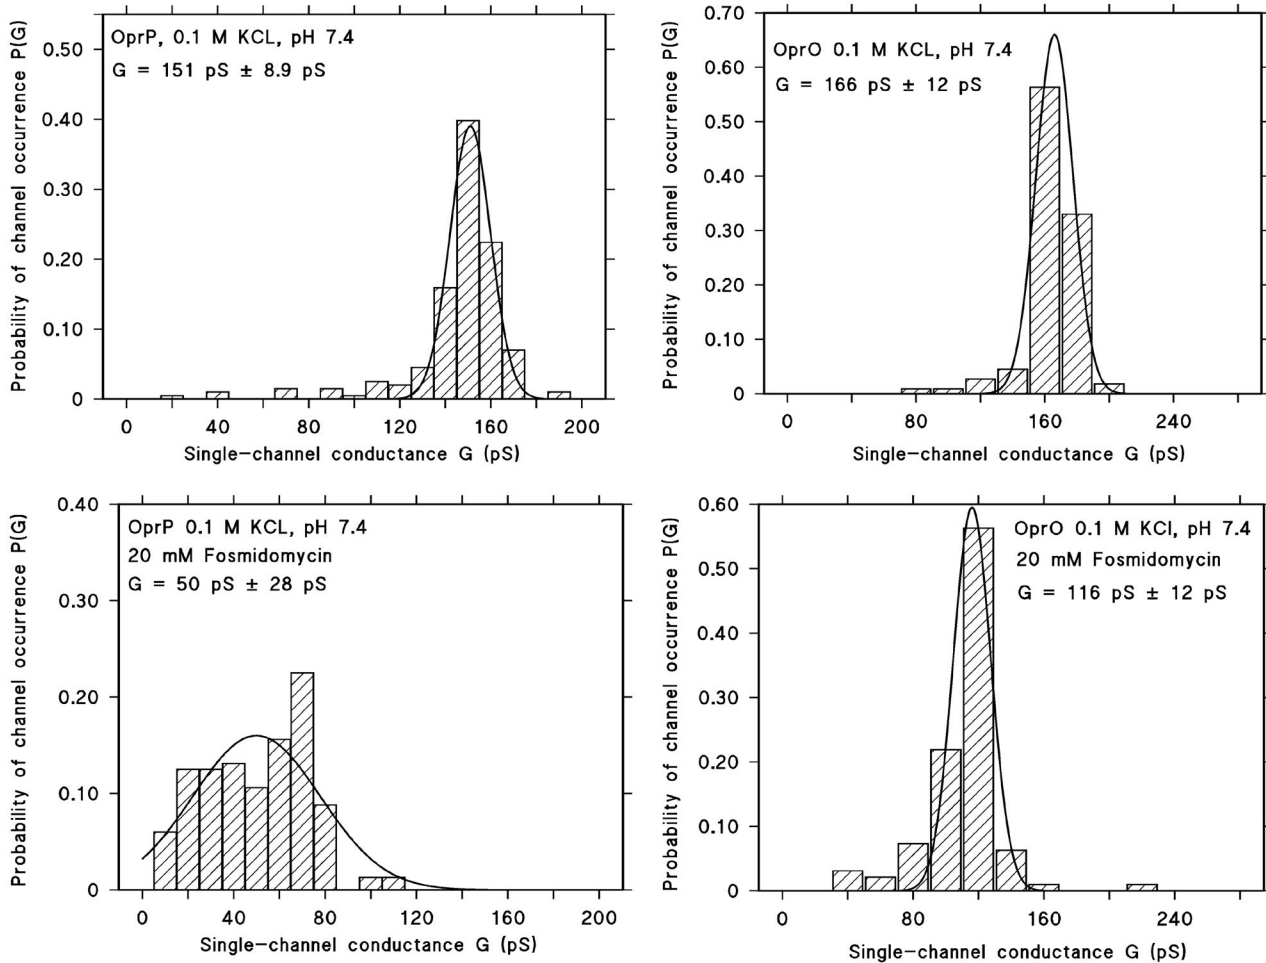 OprP, 0.1 M KCL, pH 7.4
G = 151 pS ± 8.9 pS
Probability of channel occurrence P(G)
0.50
0.40
0.30
0.20
0.10
0
0 40 80 120 160 200
Single-channel conductance G (pS)
OprO 0.1 M KCL, pH 7.4
G = 166 pS ± 12 pS
Probability of channel occurrence P(G)
0.70
0.60
0.50
0.40
0.30
0.20
0.10
0
0 80 160 240
Single-channel conductance G (pS)
OprP 0.1 M KCL, pH 7.4
20 mM Fosmidomycin
G = 50 pS ± 28 pS
Probability of channel occurrence P(G)
0.40
0.30
0.20
0.10
0
0 40 80 120 160 200
Single-channel conductance G (pS)
OprO 0.1 M KCl, pH 7.4
20 mM Fosmidomycin
G = 116 pS ± 12 pS
Probability of channel occurrence P(G)
0.60
0.50
0.40
0.30
0.20
0.10
0
0 80 160 240
Single-channel conductance G (pS)